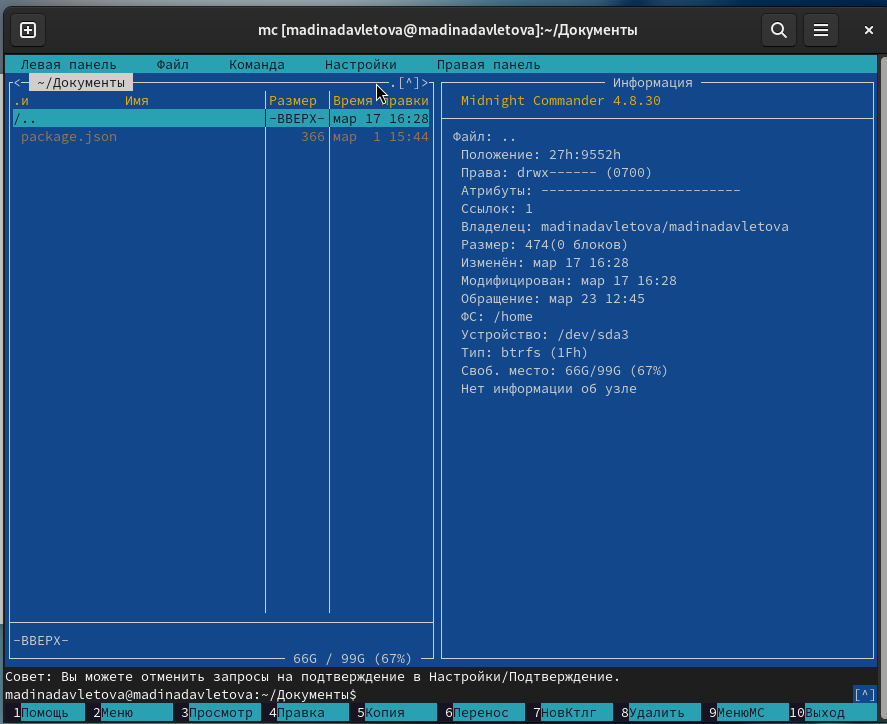 mc [madinadavletova@madinadavletova]:~/Документы
Левая панель Файл Команда Настройки Правая панель
<- ~/Документы .[^]> Информация
.и Имя Размер Время правки Midnight Commander 4.8.30
/.. -ВВЕРХ- мар 17 16:28
package.json 366 мар 1 15:44 Файл: ..
Положение: 27h:9552h
Права: drwx------ (0700)
Атрибуты: -------------------------
Ссылок: 1
Владелец: madinadavletova/madinadavletova
Размер: 474(0 блоков)
Изменён: мар 17 16:28
Модифицирован: мар 17 16:28
Обращение: мар 23 12:45
ФС: /home
Устройство: /dev/sda3
Тип: btrfs (1Fh)
Своб. место: 66G/99G (67%)
Нет информации об узле
-ВВЕРХ-
66G / 99G (67%)
Совет: Вы можете отменить запросы на подтверждение в Настройки/Подтверждение.
madinadavletova@madinadavletova:~/Документы$ [^]
1Помощь 2Меню 3Просмотр 4Правка 5Копия 6Перенос 7НовКтлг 8Удалить 9МенюМС 10Выход